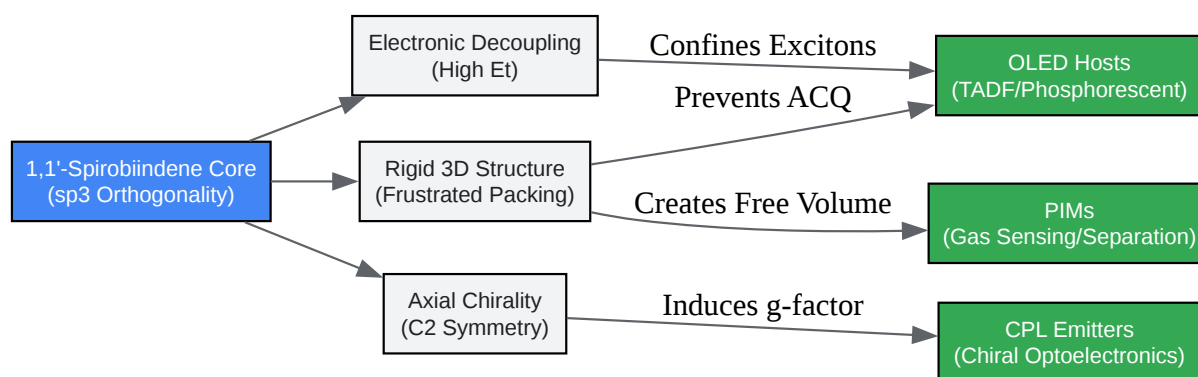 Electronic Decoupling
(High Et)
Confines Excitons
OLED Hosts
(TADF/Phosphorescent)
Prevents ACQ
1,1'-Spirobiindene Core
(sp3 Orthogonality)
Rigid 3D Structure
(Frustrated Packing)
Creates Free Volume
PIMs
(Gas Sensing/Separation)
Axial Chirality
(C2 Symmetry)
Induces g-factor
CPL Emitters
(Chiral Optoelectronics)